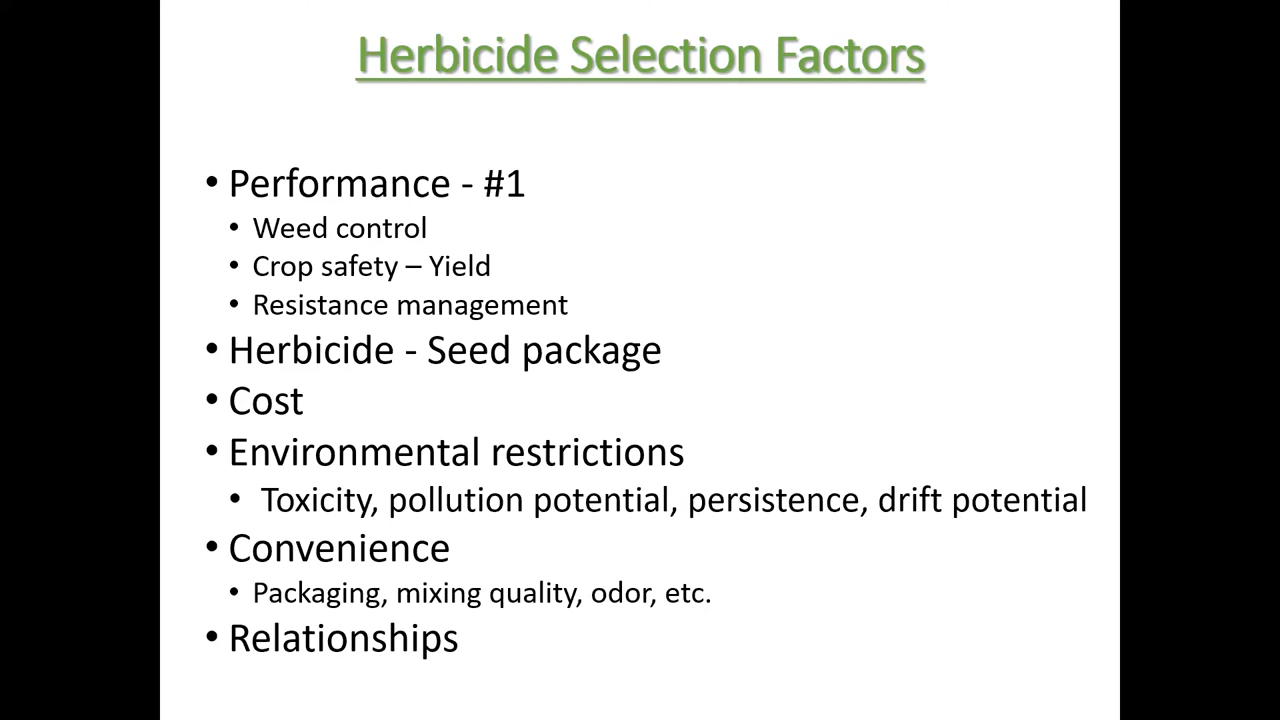 Herbicide Selection Factors
• Performance - #1
• Weed control
• Crop safety – Yield
• Resistance management
• Herbicide - Seed package
• Cost
• Environmental restrictions
• Toxicity, pollution potential, persistence, drift potential
• Convenience
• Packaging, mixing quality, odor, etc.
• Relationships